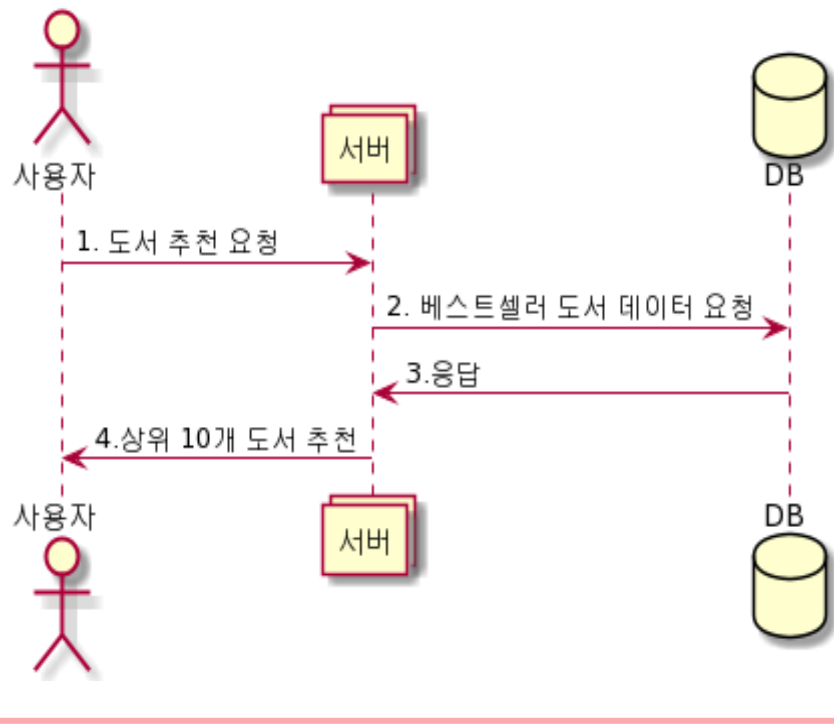 사용자
서버
DB
1. 도서 추천 요청
2. 베스트셀러 도서 데이터 요청
3.응답
4.상위 10개 도서 추천
사용자
서버
DB